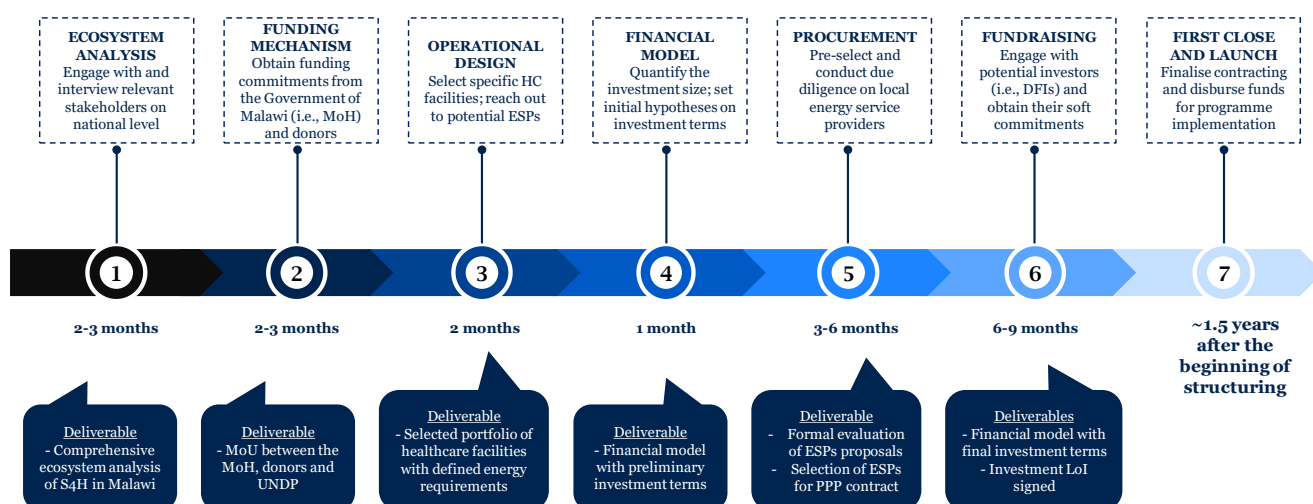 ECOSYSTEM
ANALYSIS
Engage with and
interview relevant
stakeholders on
national level
FUNDING
MECHANISM
Obtain funding
commitments from
the Government of
Malawi (i.e., MoH)
and donors
OPERATIONAL
DESIGN
Select specific HC
facilities; reach out
to potential ESPs
FINANCIAL
MODEL
Quantify the
investment size; set
initial hypotheses on
investment terms
PROCUREMENT
Pre-select and
conduct due
diligence on local
energy service
providers
FUNDRAISING
Engage with
potential investors
(i.e., DFIs) and
obtain their soft
commitments
FIRST CLOSE
AND LAUNCH
Finalise contracting
and disburse funds
for programme
implementation
1
2
3
4
5
6
7
2-3 months
2-3 months
2 months
1 month
3-6 months
6-9 months
~1.5 years
after the
beginning of
structuring
Deliverable
- Comprehensive
ecosystem analysis
of S4H in Malawi
Deliverable
- MoU between the
MoH, donors and
UNDP
Deliverable
- Selected portfolio of
healthcare facilities
with defined energy
requirements
Deliverable
- Financial model
with preliminary
investment terms
Deliverable
- Formal evaluation
of ESPs proposals
- Selection of ESPs
for PPP contract
Deliverables
- Financial model with
final investment terms
- Investment LoI
signed